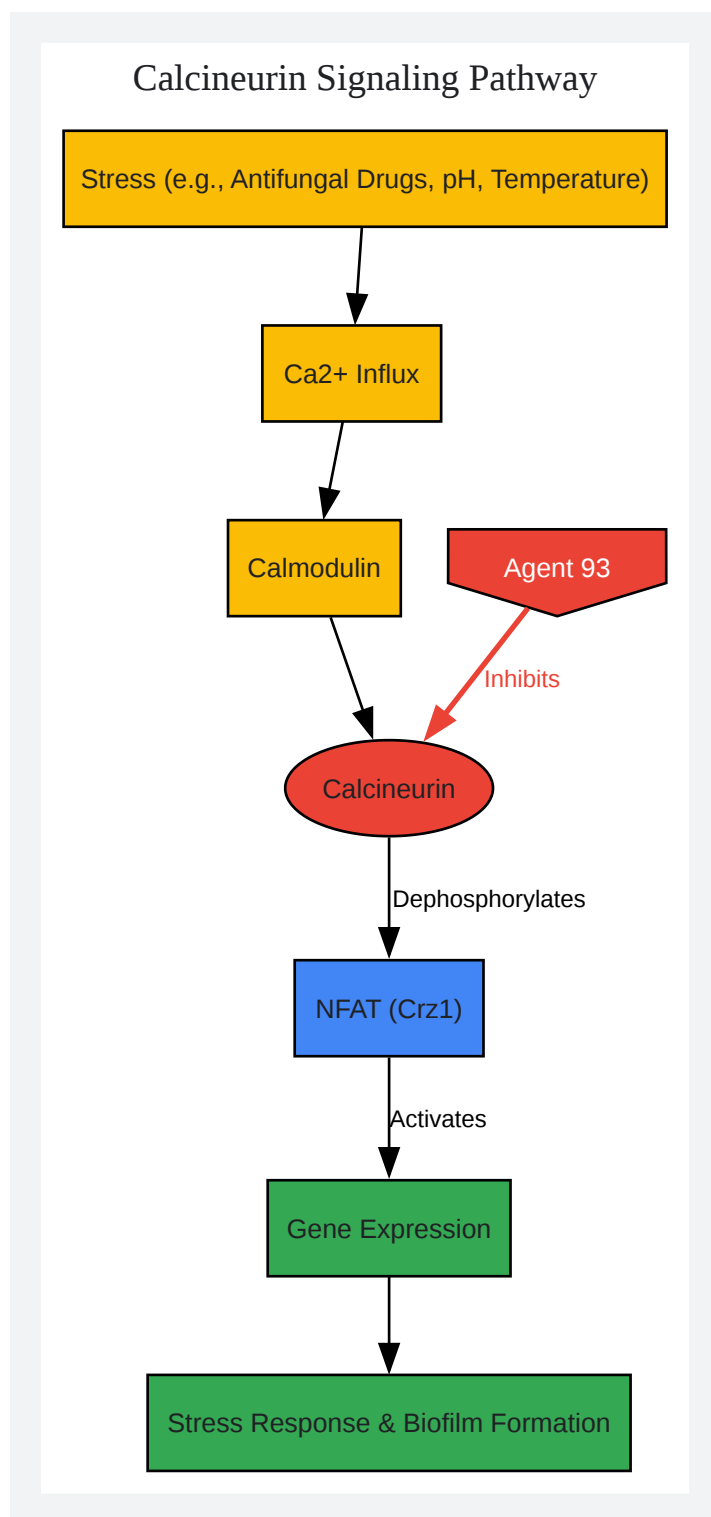 Calcineurin Signaling Pathway
Stress (e.g., Antifungal Drugs, pH, Temperature)
Ca2+ Influx
Calmodulin
Agent 93
Inhibits
Calcineurin
Dephosphorylates
NFAT (Crz1)
Activates
Gene Expression
Stress Response & Biofilm Formation